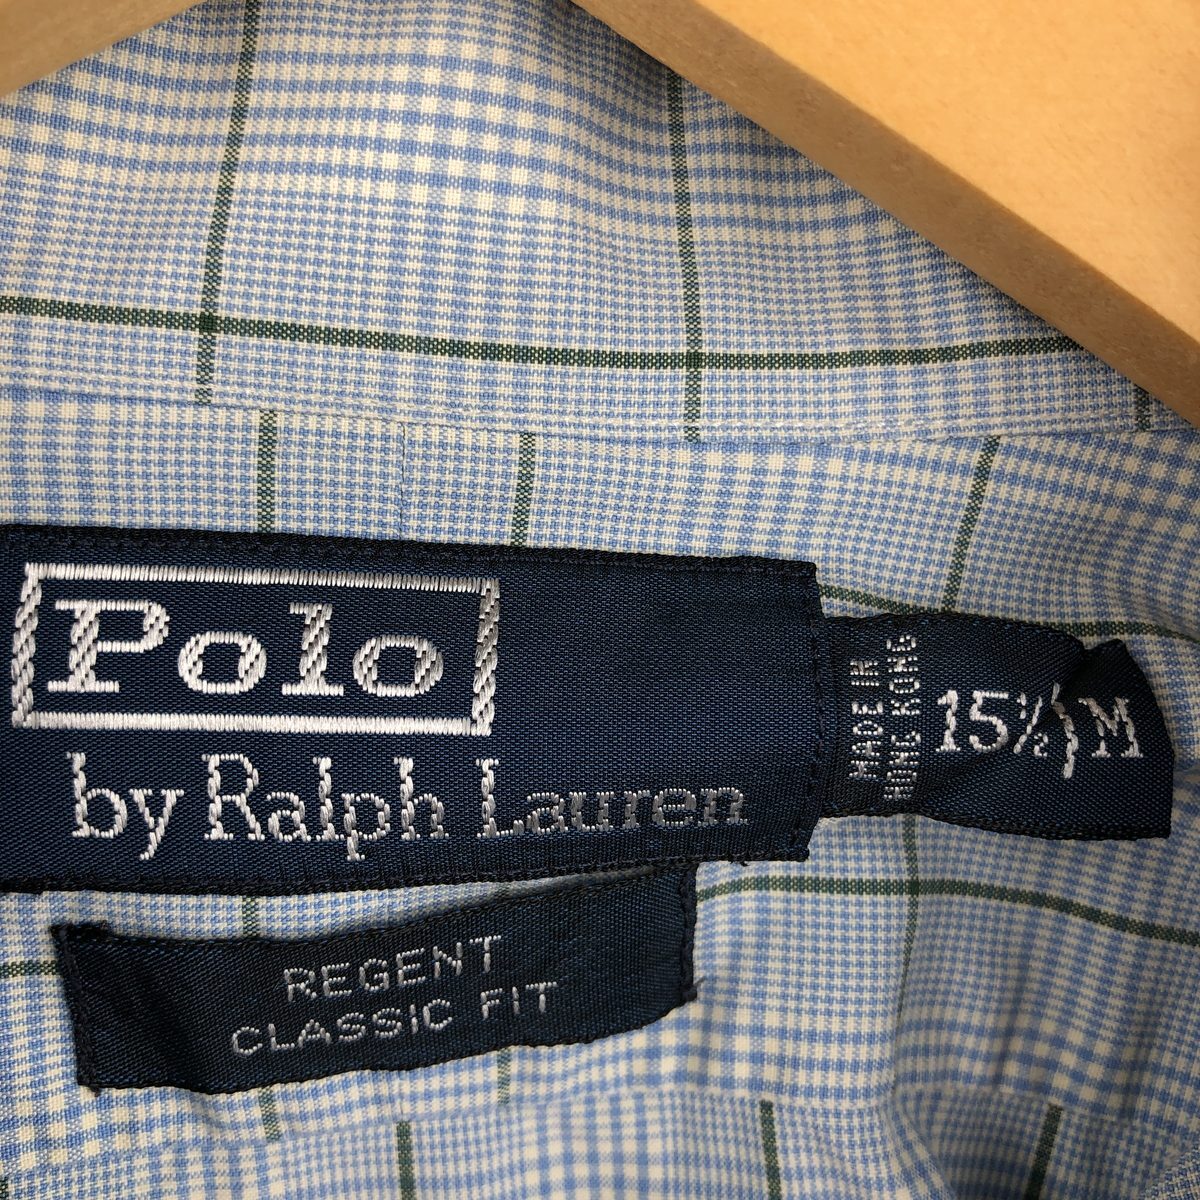 Polo
by Ralph Lauren
MADE IN
HONG KONG
15½ M
REGENT
CLASSIC FIT